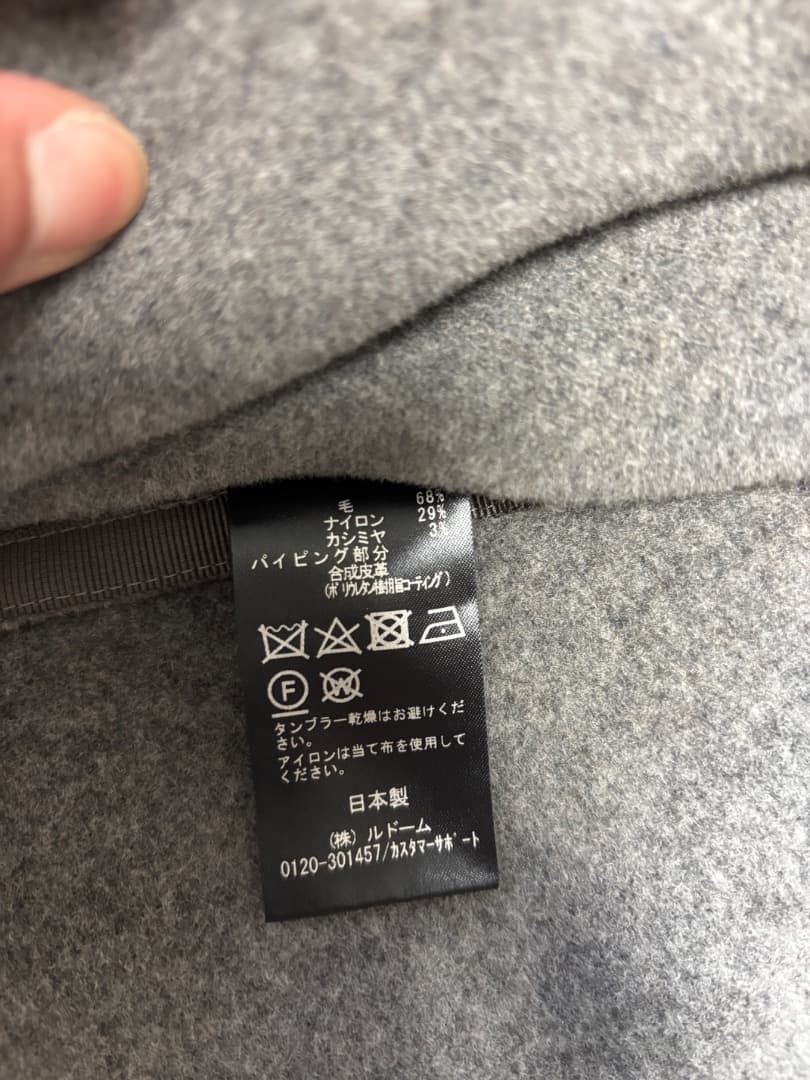 毛 68%
ナイロン 29%
カシミヤ 3%
パイピング部分
合成皮革
(ポリウレタン樹脂コーティング)
F W
タンブラー乾燥はお避けくだ
さい。
アイロンは当て布を使用して
ください。
日本製
(株)ルドーム
0120-301457/カスタマーサポート